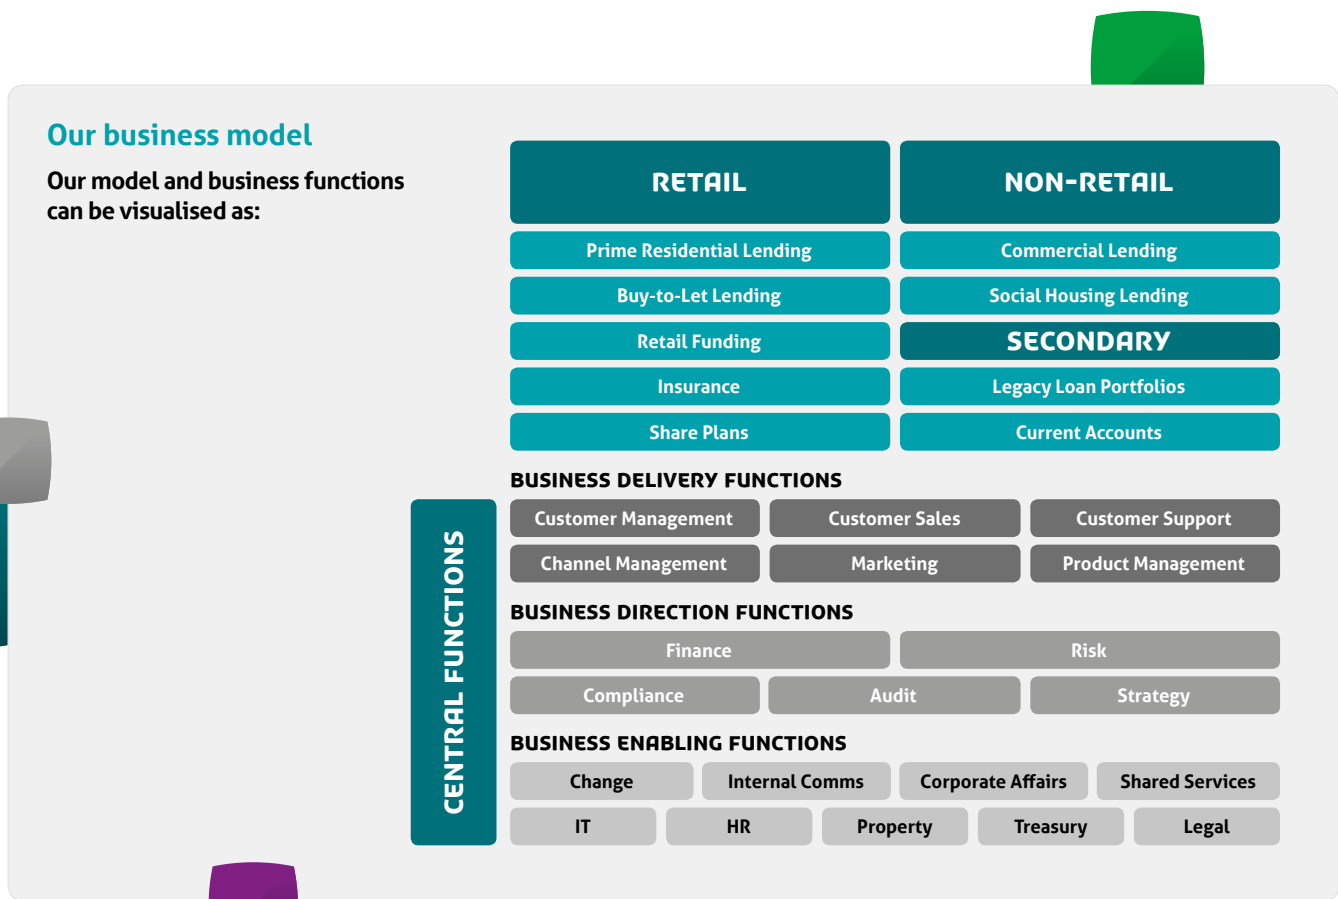 Our business model
Our model and business functions
can be visualised as:
RETAIL
Prime Residential Lending
Buy-to-Let Lending
Retail Funding
Insurance
Share Plans
NON-RETAIL
Commercial Lending
Social Housing Lending
SECONDARY
Legacy Loan Portfolios
Current Accounts
CENTRAL FUNCTIONS
BUSINESS DELIVERY FUNCTIONS
Customer Management
Customer Sales
Customer Support
Channel Management
Marketing
Product Management
BUSINESS DIRECTION FUNCTIONS
Finance
Risk
Compliance
Audit
Strategy
BUSINESS ENABLING FUNCTIONS
Change
Internal Comms
Corporate Affairs
Shared Services
IT
HR
Property
Treasury
Legal